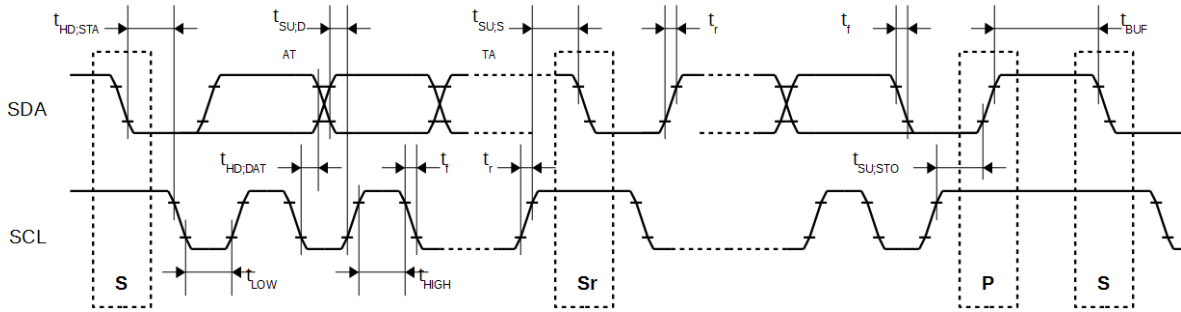 tHD;STA
tSU;D
AT
tSU;S
TA
tr
tf
tBUF
SDA
tHD;DAT
tf
tr
tSU;STO
SCL
S
tLOW
tHIGH
Sr
P
S